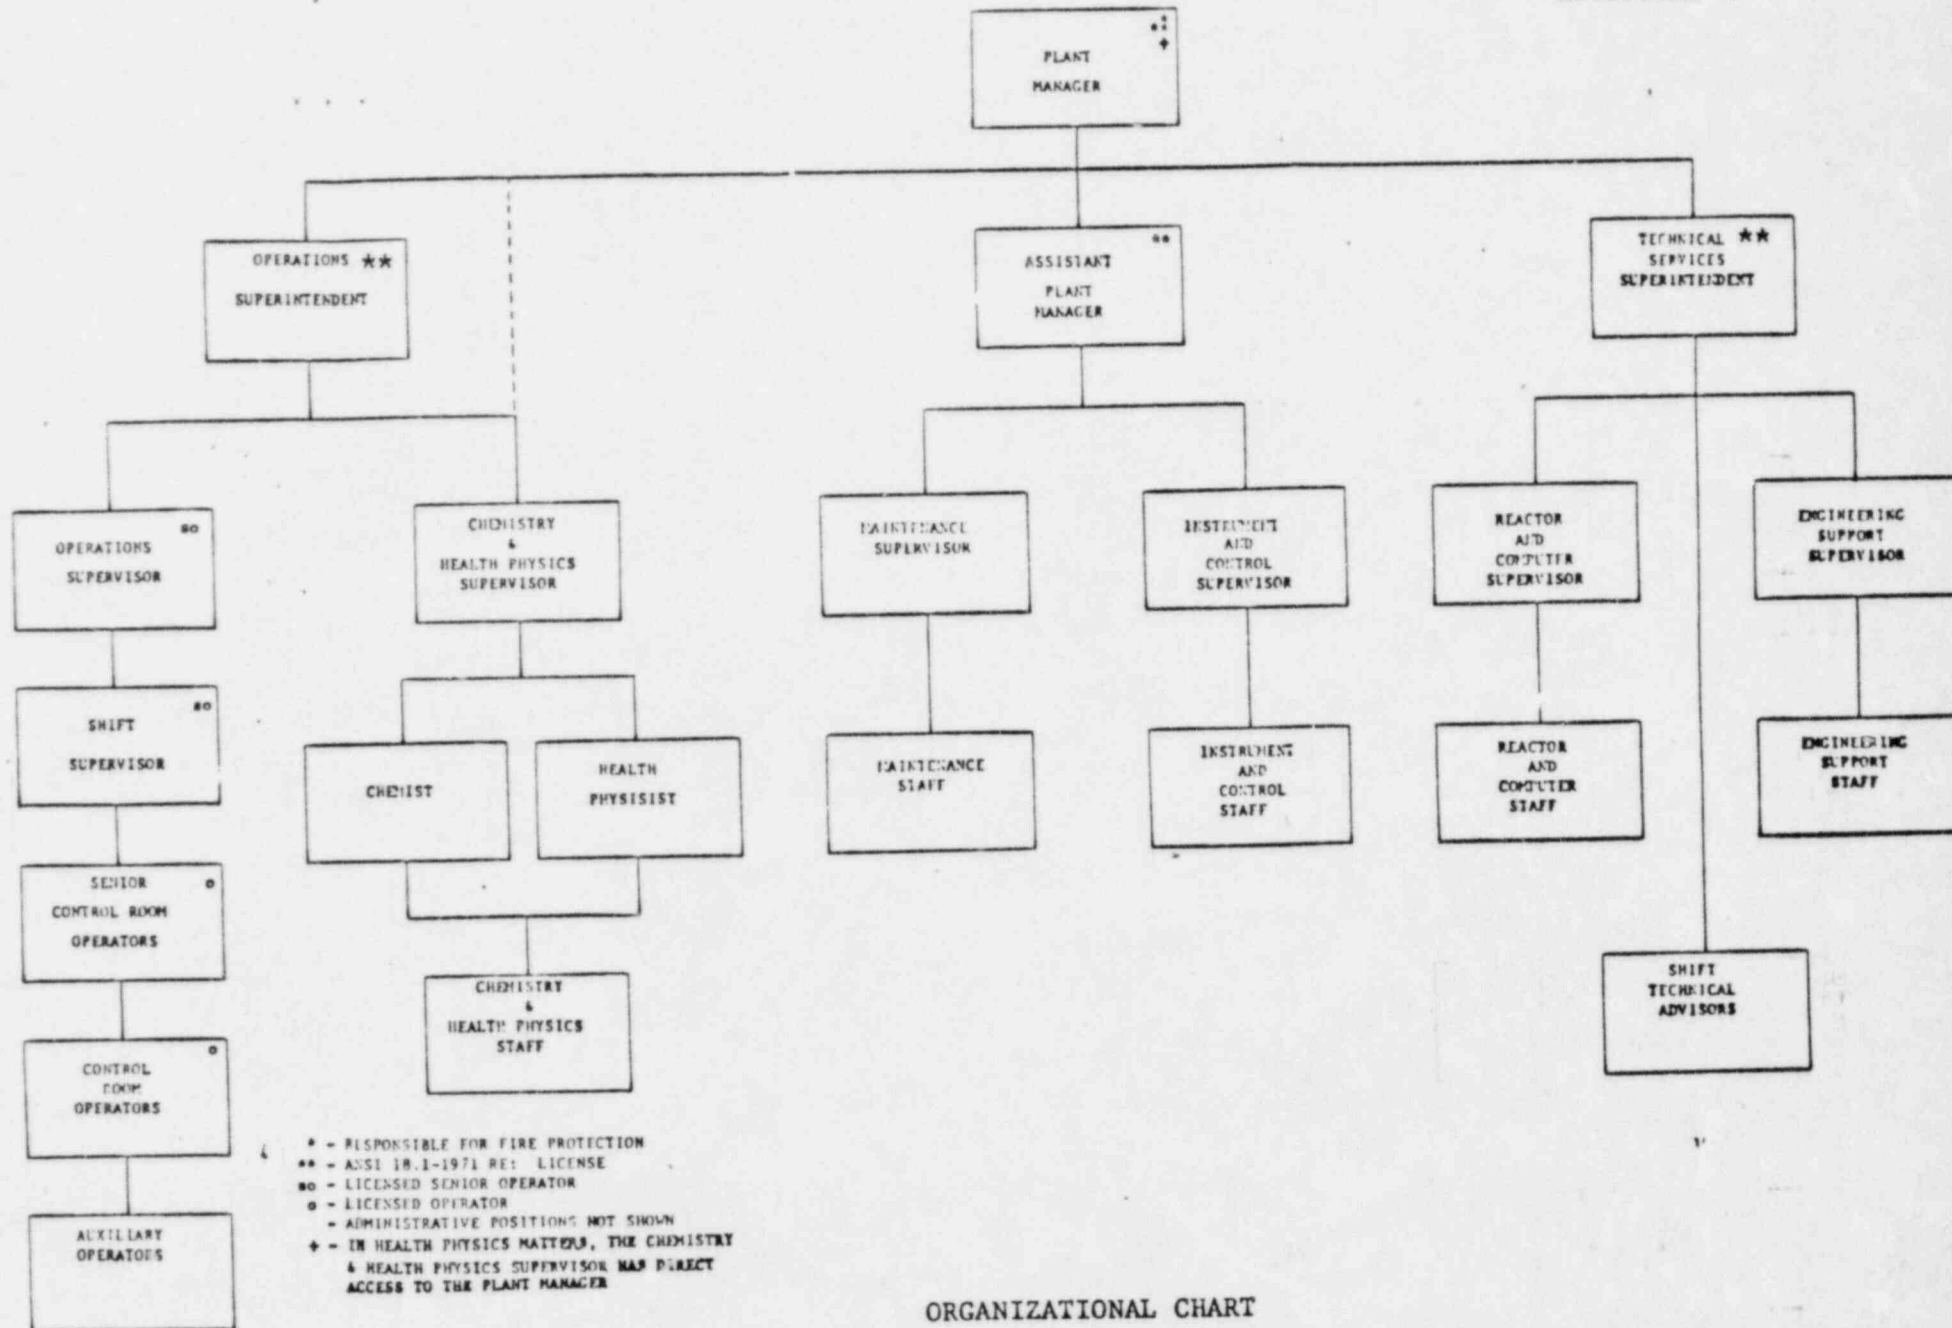 PLANT
MANAGER
+
OPERATIONS **
SUPERINTENDENT
ASSISTANT **
PLANT
MANAGER
TECHNICAL **
SERVICES
SUPERINTENDENT
so
OPERATIONS
SUPERVISOR
CHEMISTRY
&
HEALTH PHYSICS
SUPERVISOR
MAINTENANCE
SUPERVISOR
INSTRUMENT
AND
CONTROL
SUPERVISOR
REACTOR
AND
COMPUTER
SUPERVISOR
ENGINEERING
SUPPORT
SUPERVISOR
so
SHIFT
SUPERVISOR
CHEMIST
HEALTH
PHYSISIST
MAINTENANCE
STAFF
INSTRUMENT
AND
CONTROL
STAFF
REACTOR
AND
COMPUTER
STAFF
ENGINEERING
SUPPORT
STAFF
SENIOR o
CONTROL ROOM
OPERATORS
CHEMISTRY
&
HEALTH PHYSICS
STAFF
SHIFT
TECHNICAL
ADVISORS
o
CONTROL
ROOM
OPERATORS
AUXILIARY
OPERATORS
* - RESPONSIBLE FOR FIRE PROTECTION
** - ANSI 18.1-1971 RE: LICENSE
so - LICENSED SENIOR OPERATOR
o - LICENSED OPERATOR
- ADMINISTRATIVE POSITIONS NOT SHOWN
+ - IN HEALTH PHYSICS MATTERS, THE CHEMISTRY
& HEALTH PHYSICS SUPERVISOR HAS DIRECT
ACCESS TO THE PLANT MANAGER
ORGANIZATIONAL CHART